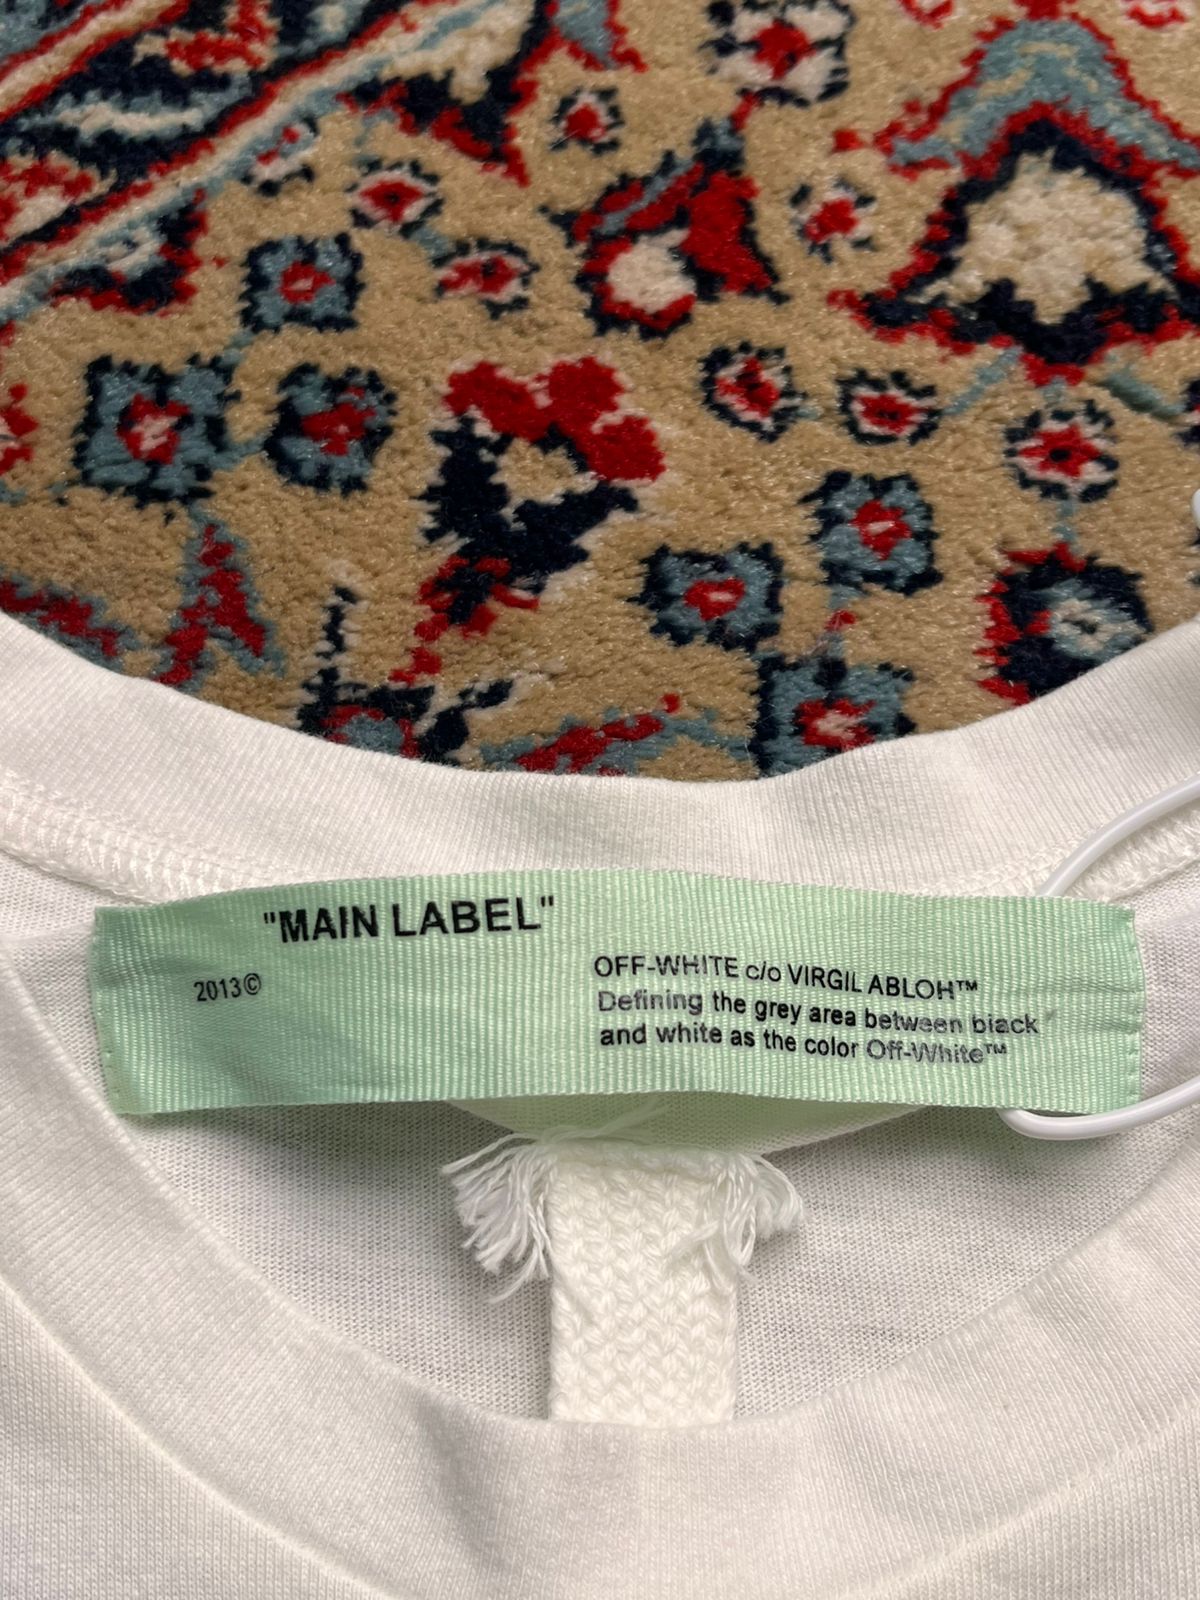 "MAIN LABEL"
2013©
OFF-WHITE c/o VIRGIL ABLOH™
Defining the grey area between black
and white as the color Off-White™